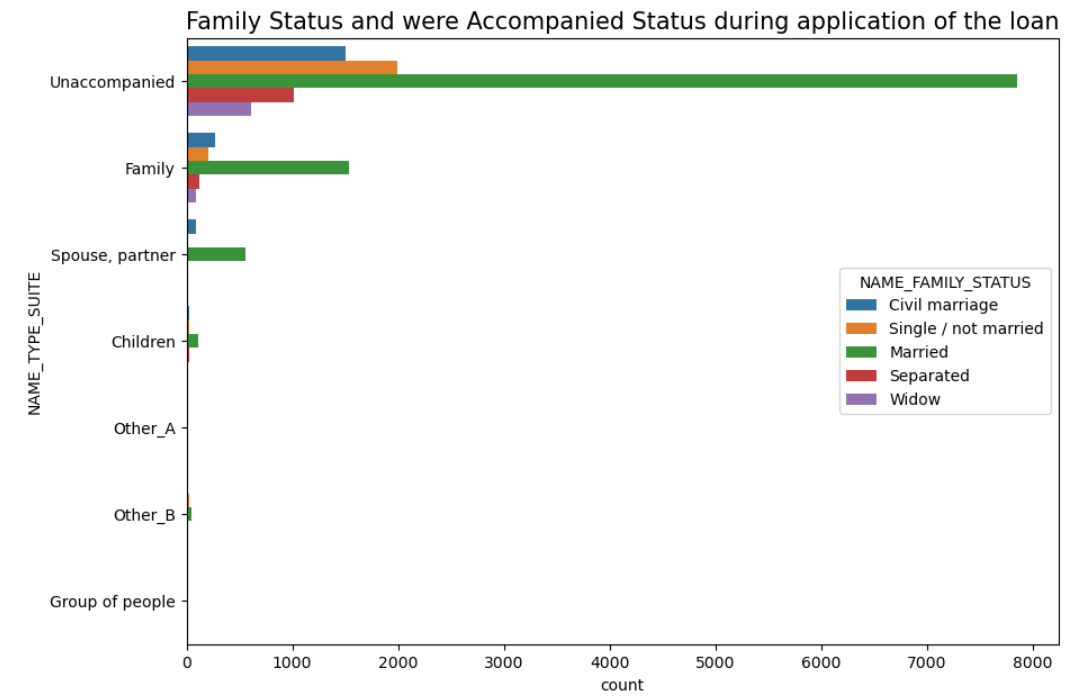 Family Status and were Accompanied Status during application of the loan
Unaccompanied
Family
Spouse, partner
Children
Other_A
Other_B
Group of people
NAME_TYPE_SUITE
NAME_FAMILY_STATUS
Civil marriage
Single / not married
Married
Separated
Widow
0 1000 2000 3000 4000 5000 6000 7000 8000
count